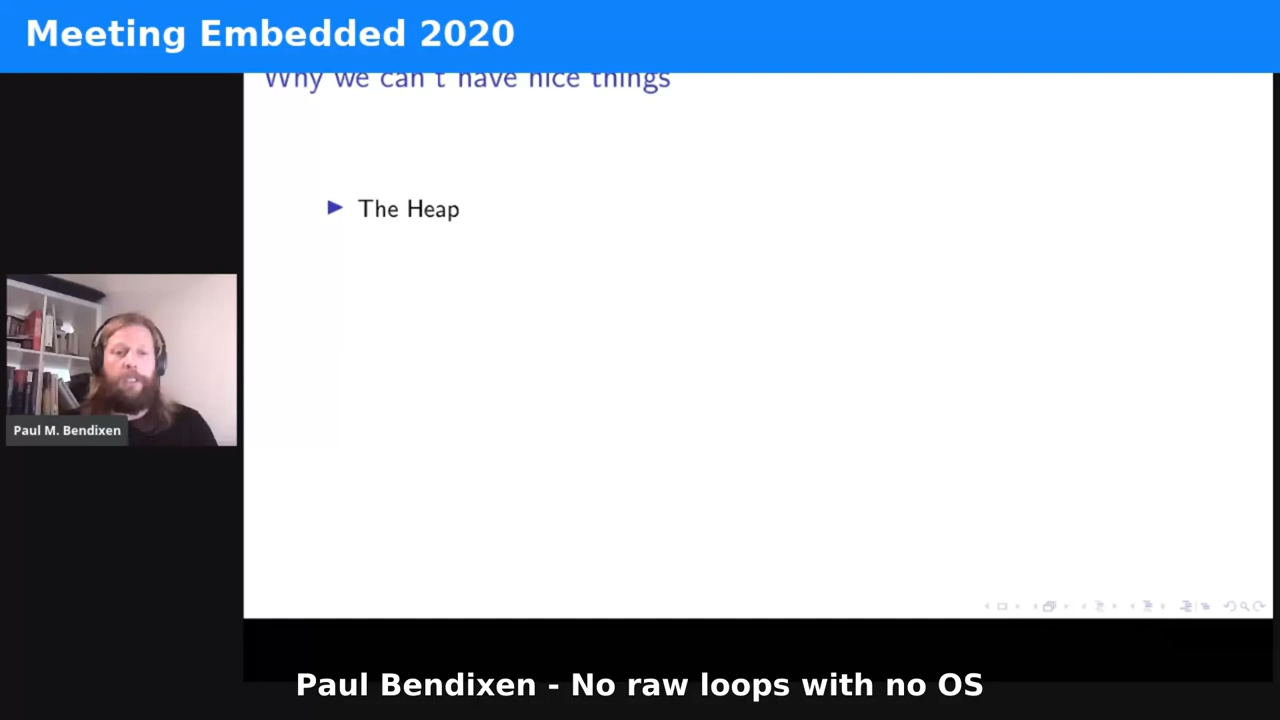 Meeting Embedded 2020
Why we can't have nice things
▶ The Heap
Paul M. Bendixen
Paul Bendixen - No raw loops with no OS